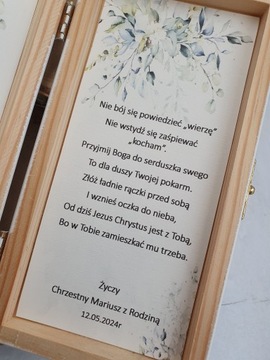 Nie bój się powiedzieć „wierzę”
Nie wstydź się zaśpiewać
„kocham”.
Przyjmij Boga do serduszka swego
To dla duszy Twojej pokarm.
Złóż ładnie rączki przed sobą
I wznieś oczka do nieba,
Od dziś Jezus Chrystus jest z Tobą,
Bo w Tobie zamieszkać mu trzeba.
Życzy
Chrzestny Mariusz z Rodziną
12.05.2024r